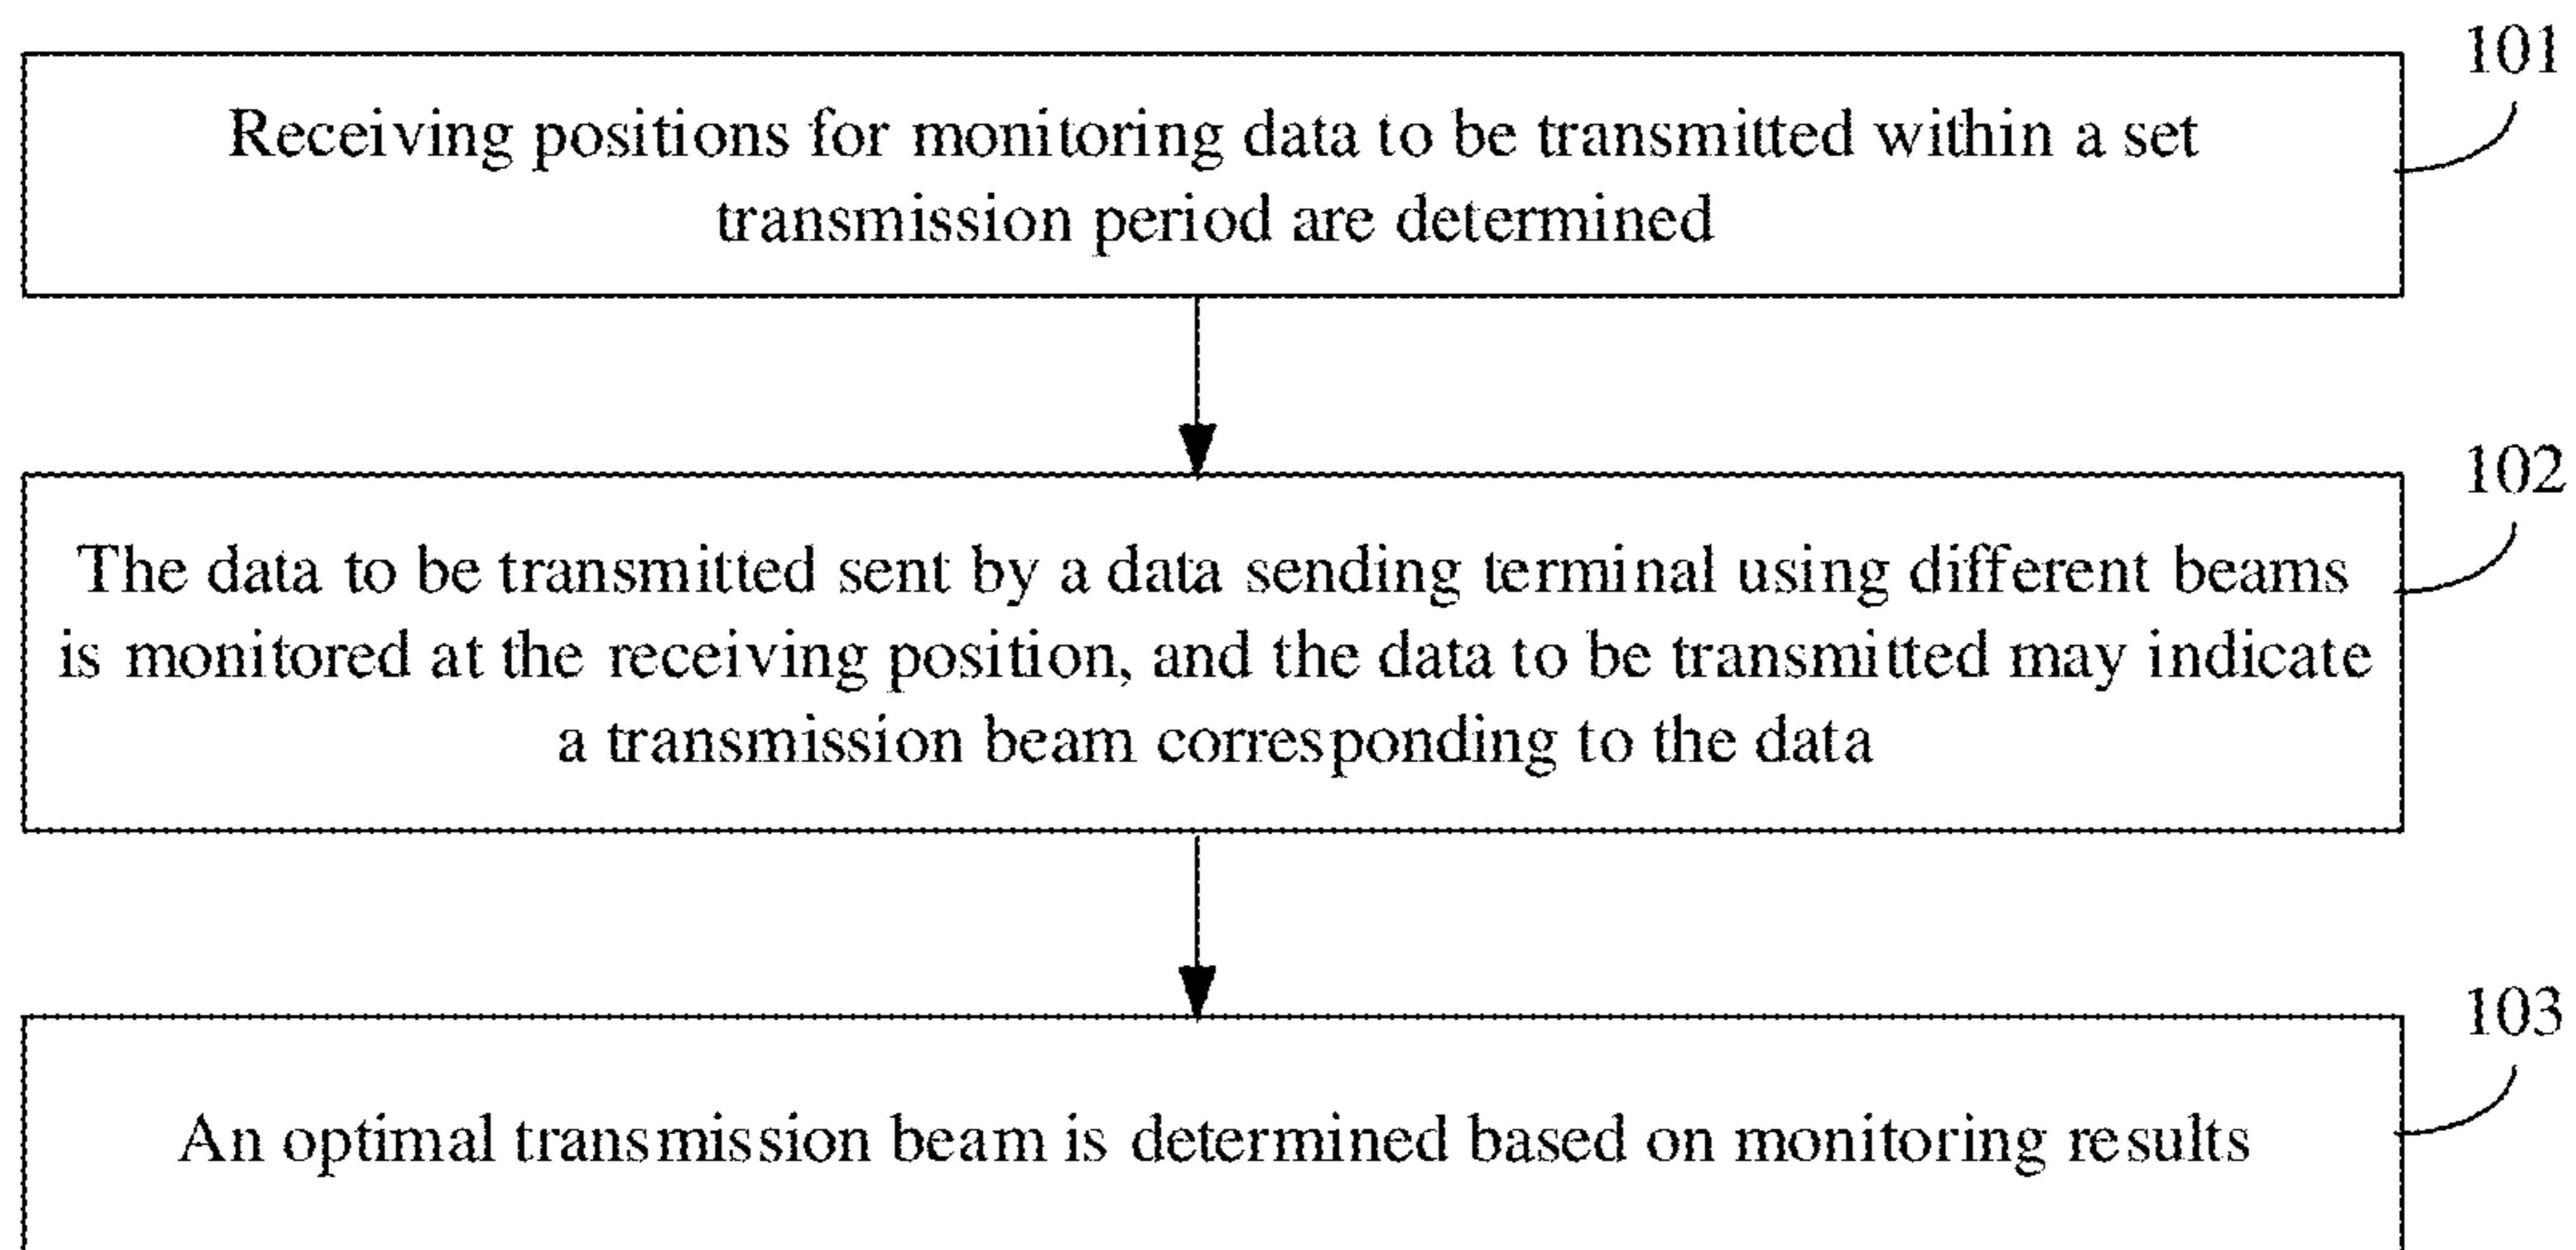 101
Receiving positions for monitoring data to be transmitted within a set
transmission period are determined
102
The data to be transmitted sent by a data sending terminal using different beams
is monitored at the receiving position, and the data to be transmitted may indicate
a transmission beam corresponding to the data
103
An optimal transmission beam is determined based on monitoring results